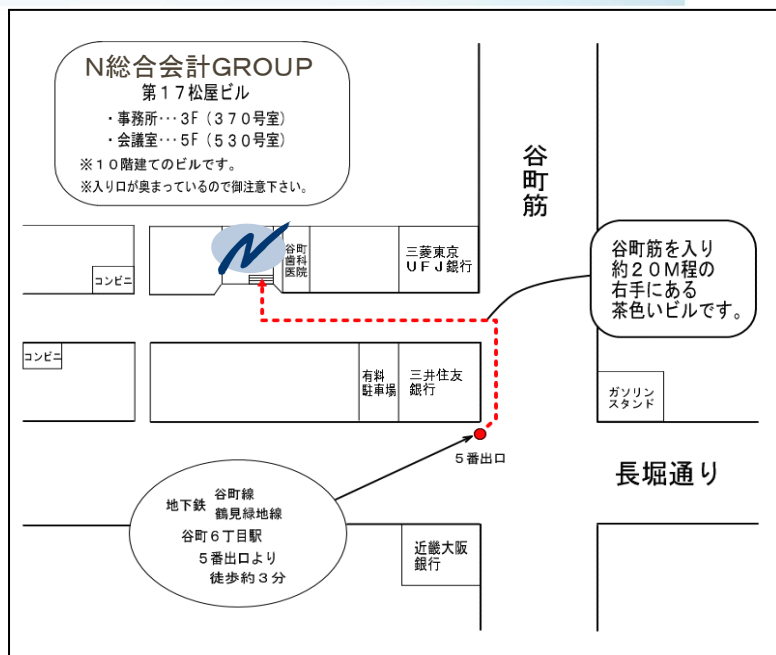 N総合会計GROUP
第１７松屋ビル
・事務所･･･３F（３７０号室）
・会議室･･･５F（５３０号室）
※１０階建てのビルです。
※入り口が奥まっているので御注意下さい。
谷町筋
谷町筋を入り
約２０Ｍ程の
右手にある
茶色いビルです。
コンビニ
N
谷町
歯科
医院
三菱東京
ＵＦＪ銀行
コンビニ
有料
駐車場
三井住友
銀行
ガソリン
スタンド
５番出口
長堀通り
地下鉄
谷町線
鶴見緑地線
谷町６丁目駅
５番出口より
徒歩約３分
近畿大阪
銀行